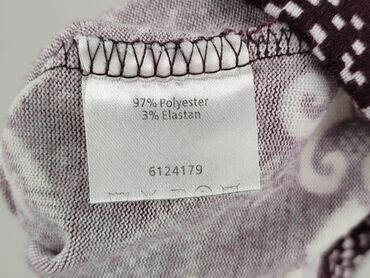 97% Polyester
3% Elastan
6124179